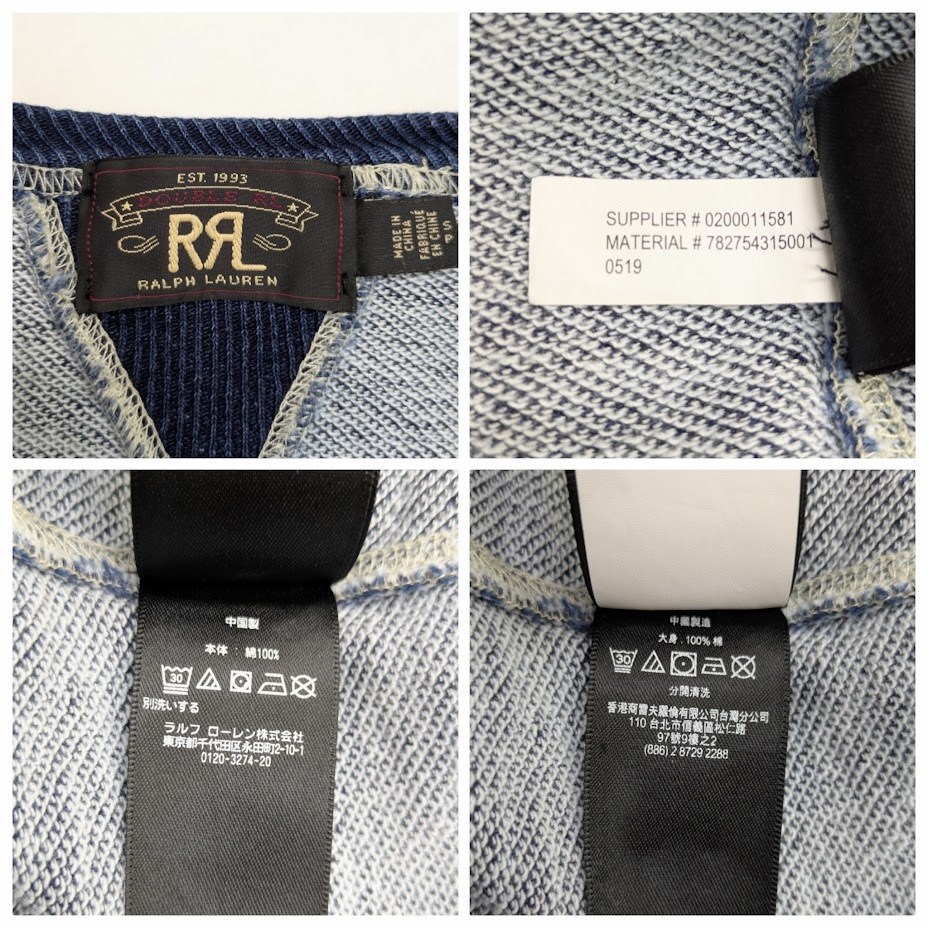 EST. 1993
DOUBLE RL
RRL
RALPH LAUREN
MADE IN
CHINA
FABRIQUÉ
EN CHINE
S
P
SUPPLIER # 0200011581
MATERIAL # 782754315001
0519
中国製
本体 : 綿100%
30
別洗いする
ラルフ ローレン株式会社
東京都千代田区永田町2-10-1
0120-3274-20
中國製造
大身 : 100% 棉
30
分開清洗
香港商雷夫羅倫有限公司台灣分公司
110 台北市信義區松仁路
97號9樓之2
(886) 2 8729 2288